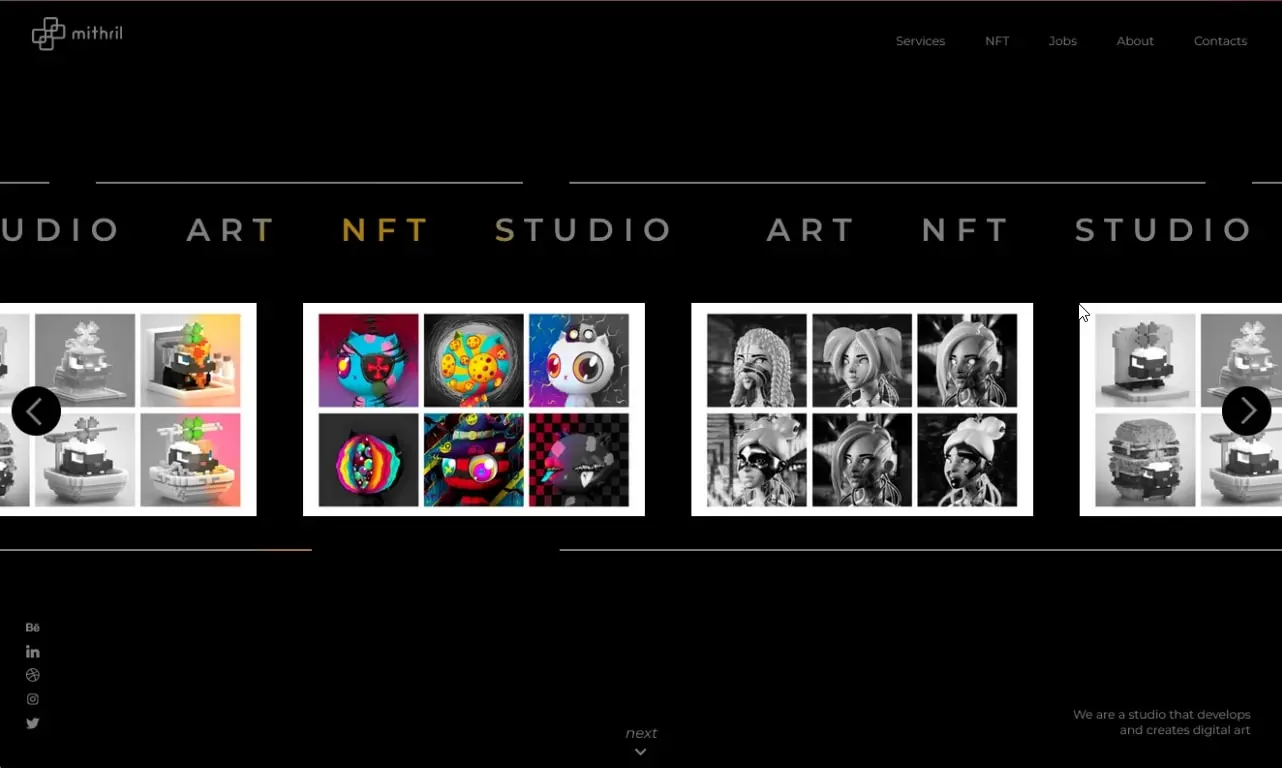 mithril
Services NFT Jobs About Contacts
UDIO ART NFT STUDIO ART NFT STUDIO
Bē
in
next
We are a studio that develops
and creates digital art